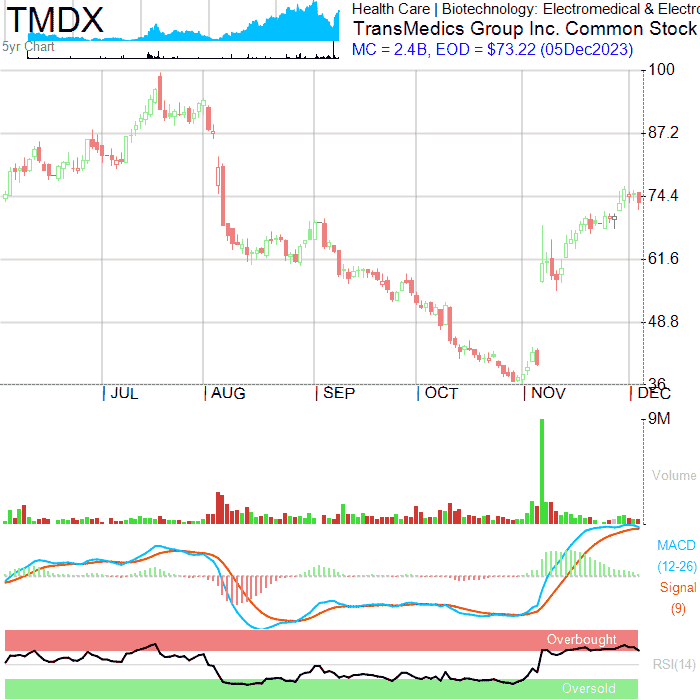 TMDX
Health Care | Biotechnology: Electromedical & Electro
TransMedics Group Inc. Common Stock
5yr Chart
MC = 2.4B, EOD = $73.22 (05Dec2023)
100
87.2
74.4
61.6
48.8
36
JUL
AUG
SEP
OCT
NOV
DEC
9M
Volume
MACD
(12-26)
Signal
(9)
Overbought
RSI(14)
Oversold